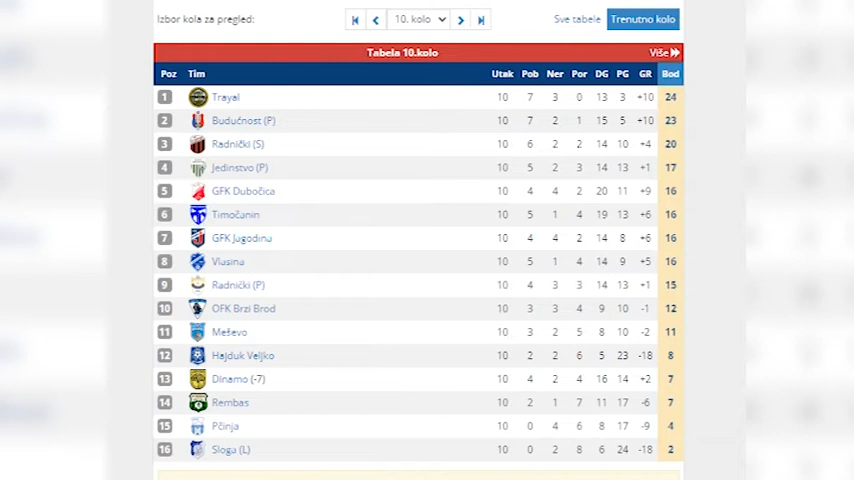 Izbor kola za pregled: 10. kolo Sve tabele Trenutno kolo
Tabela 10.kolo Više
Poz Tim Utak Pob Ner Por DG PG GR Bod
1 Trayal 10 7 3 0 13 3 +10 24
2 Budućnost (P) 10 7 2 1 15 5 +10 23
3 Radnički (S) 10 6 2 2 14 10 +4 20
4 Jedinstvo (P) 10 5 2 3 14 13 +1 17
5 GFK Dubočica 10 4 4 2 20 11 +9 16
6 Timočanin 10 5 1 4 19 13 +6 16
7 GFK Jagodina 10 4 4 2 14 8 +6 16
8 Vlasina 10 5 1 4 14 9 +5 16
9 Radnički (P) 10 4 3 3 14 13 +1 15
10 OFK Brzi Brod 10 3 3 4 9 10 -1 12
11 Meševo 10 3 2 5 8 10 -2 11
12 Hajduk Veljko 10 2 2 6 5 23 -18 8
13 Dinamo (-7) 10 4 2 4 16 14 +2 7
14 Rembas 10 2 1 7 11 17 -6 7
15 Pčinja 10 0 4 6 8 17 -9 4
16 Sloga (L) 10 0 2 8 6 24 -18 2